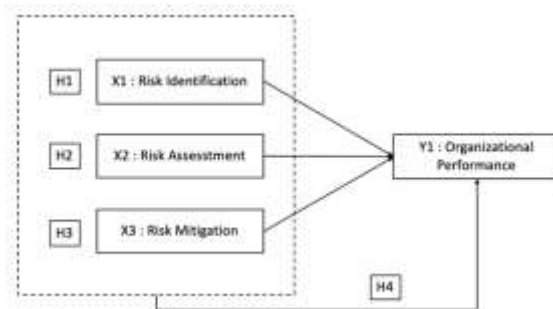 H1
X1 : Risk Identification
H2
X2 : Risk Assesstment
Y1 : Organizational
Performance
H3
X3 : Risk Mitigation
H4